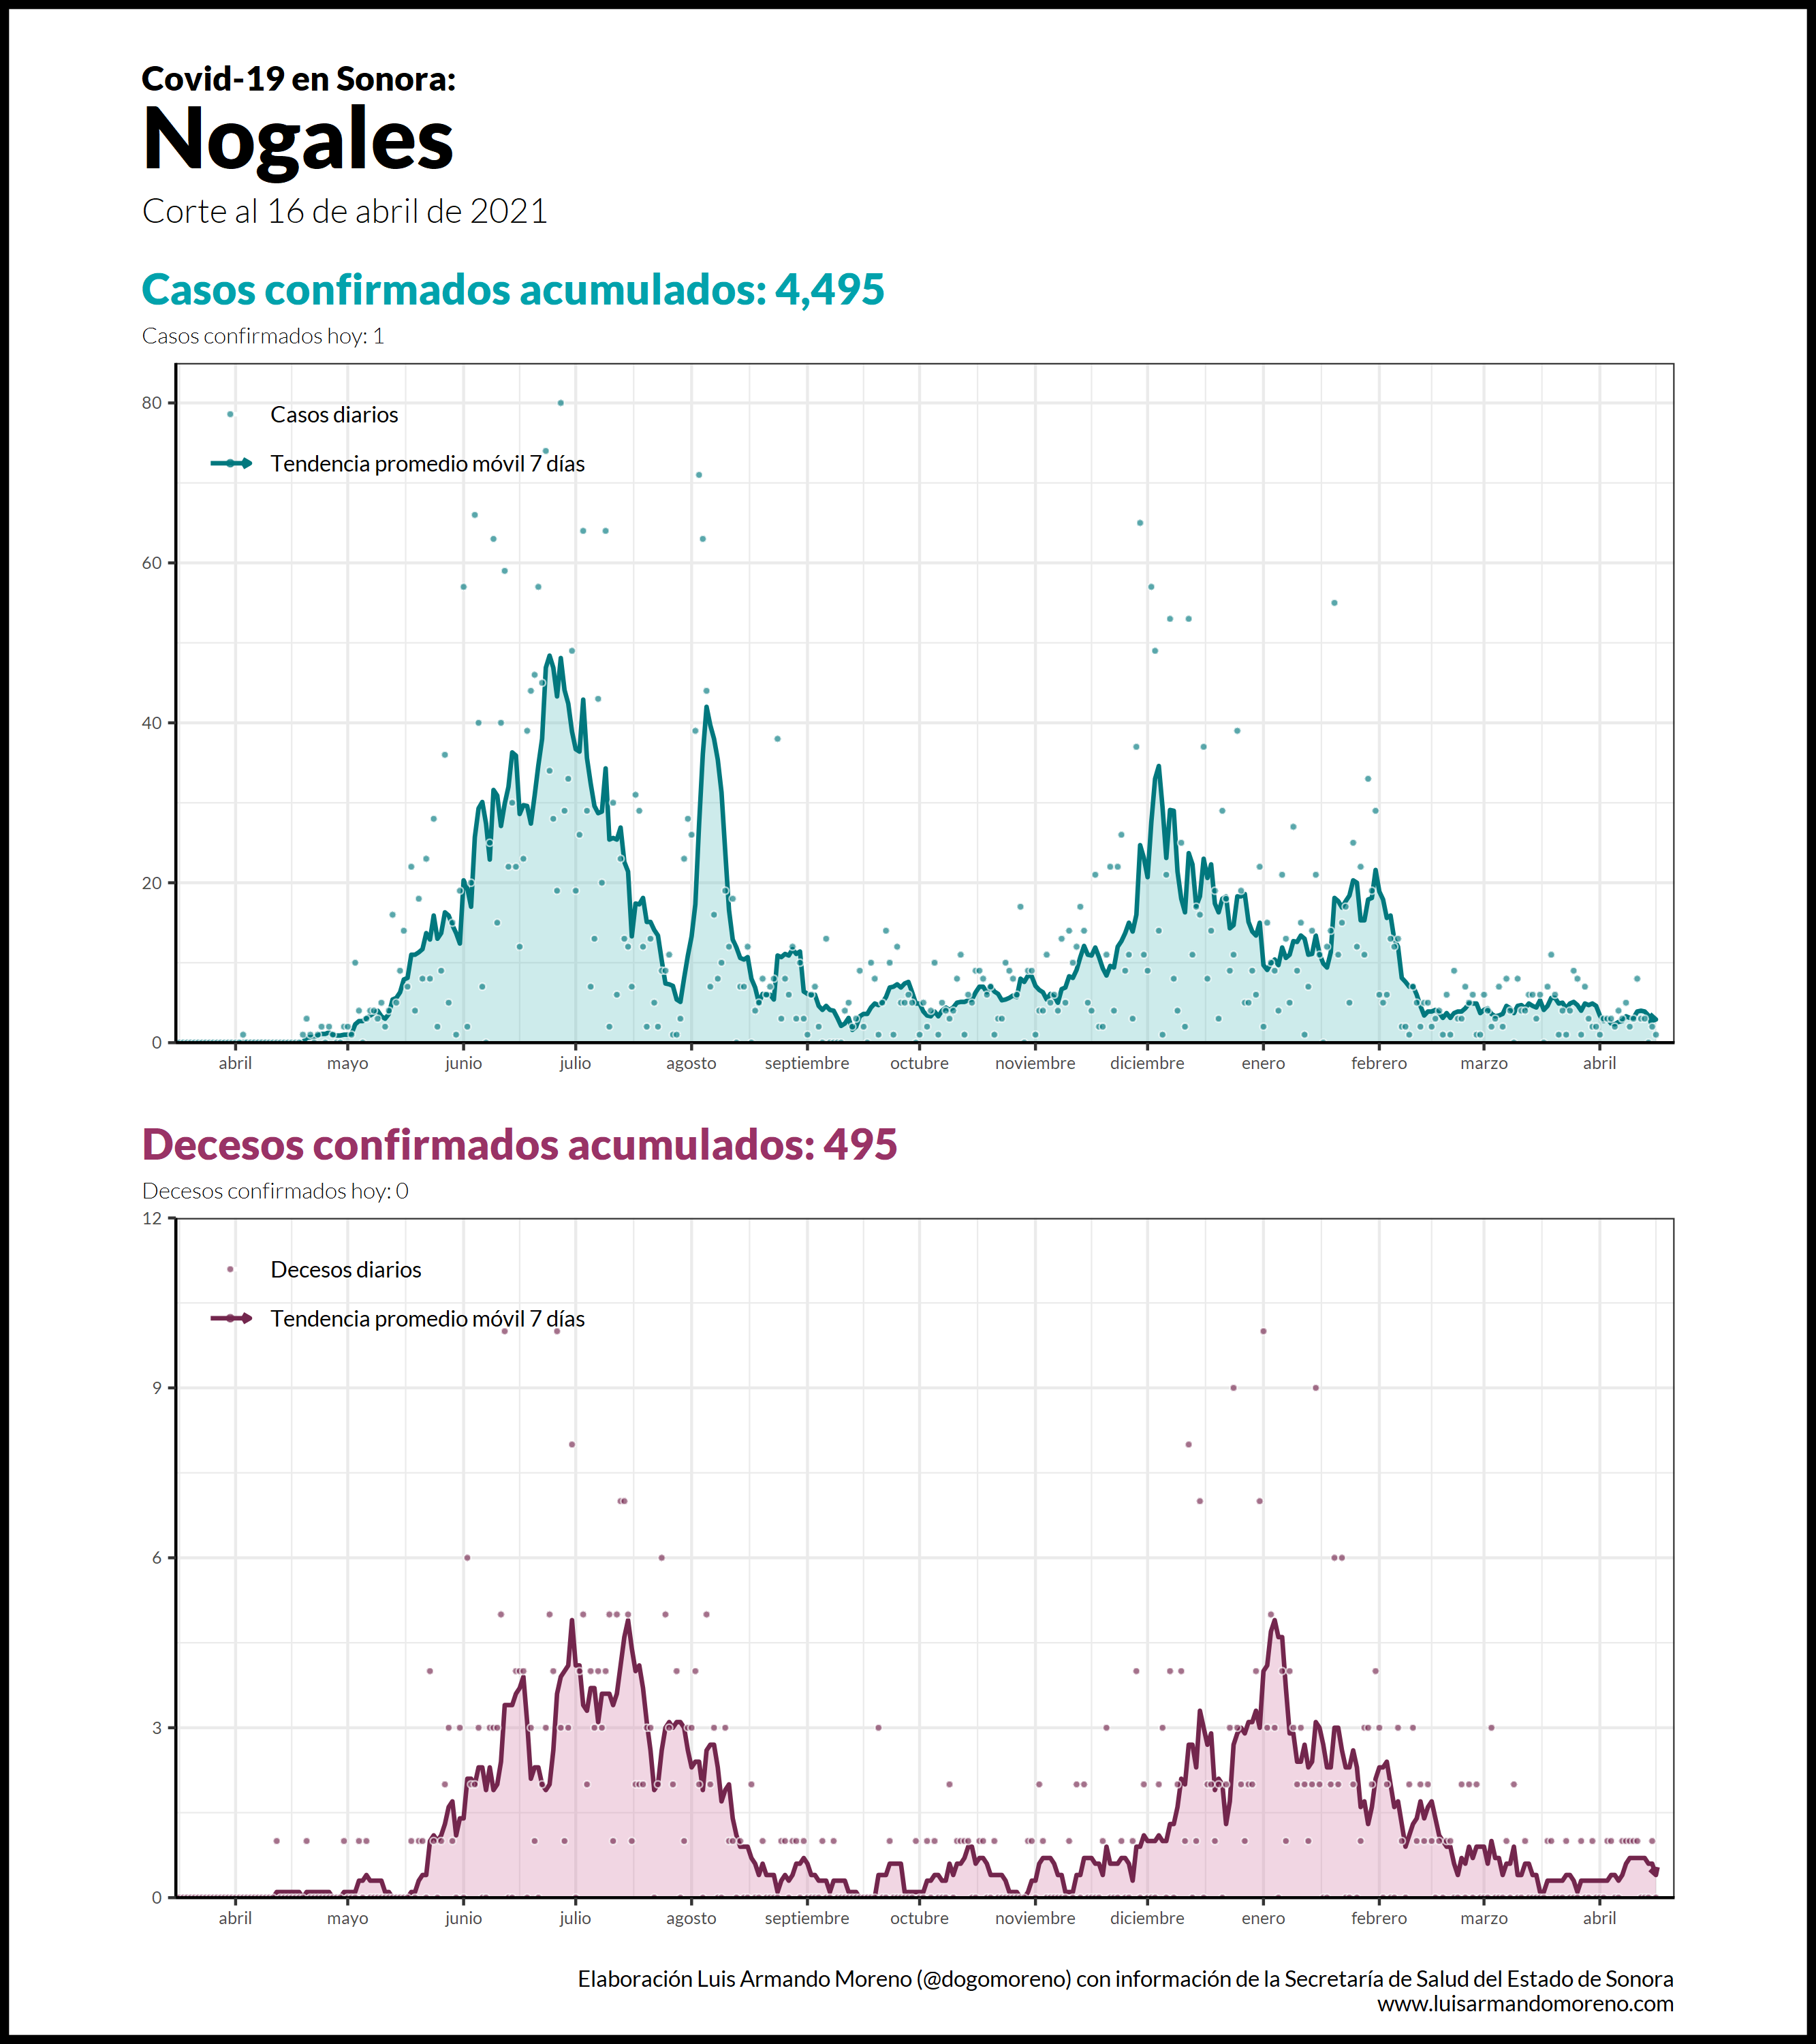 Covid-19 en Sonora:
Nogales
Corte al 16 de abril de 2021
Casos confirmados acumulados: 4,495
Casos confirmados hoy: 1
80
60
40
20
0
Casos diarios
Tendencia promedio móvil 7 días
abril mayo junio julio agosto septiembre octubre noviembre diciembre enero febrero marzo abril
Decesos confirmados acumulados: 495
Decesos confirmados hoy: 0
12
9
6
3
0
Decesos diarios
Tendencia promedio móvil 7 días
abril mayo junio julio agosto septiembre octubre noviembre diciembre enero febrero marzo abril
Elaboración Luis Armando Moreno (@dogomoreno) con información de la Secretaría de Salud del Estado de Sonora
www.luisarmandomoreno.com